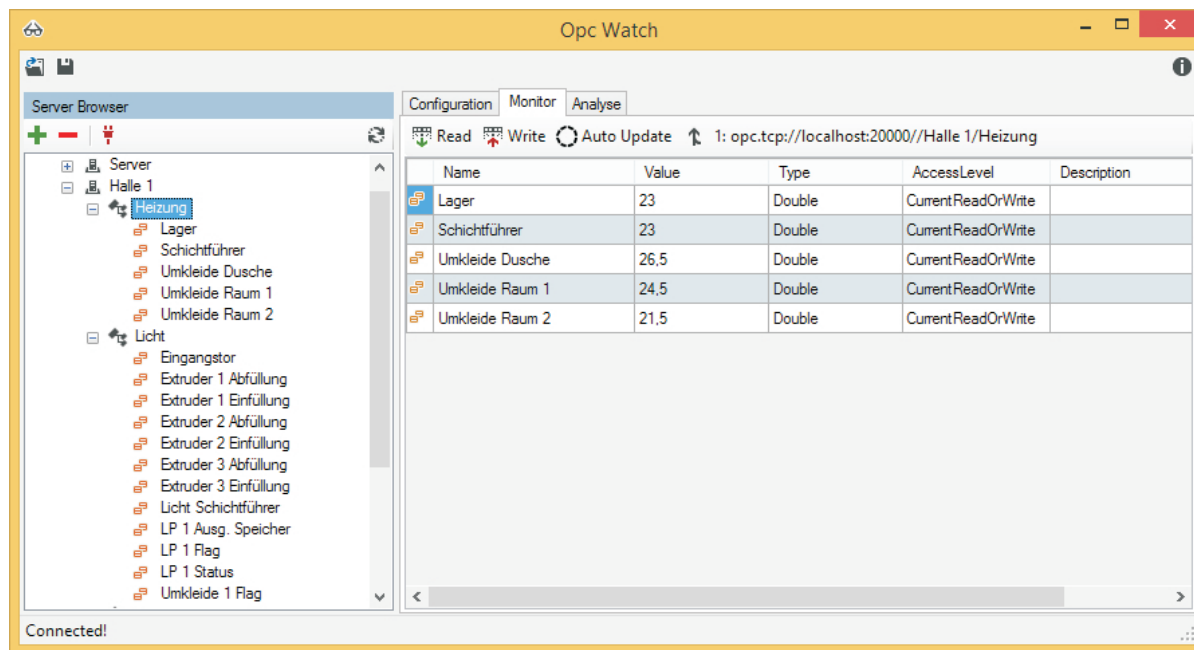 Opc Watch
Server Browser
Server
Halle 1
Heizung
Lager
Schichtführer
Umkleide Dusche
Umkleide Raum 1
Umkleide Raum 2
Licht
Eingangstor
Extruder 1 Abfüllung
Extruder 1 Einfüllung
Extruder 2 Abfüllung
Extruder 2 Einfüllung
Extruder 3 Abfüllung
Extruder 3 Einfüllung
Licht Schichtführer
LP 1 Ausg. Speicher
LP 1 Flag
LP 1 Status
Umkleide 1 Flag
Configuration Monitor Analyse
Read Write Auto Update 1: opc.tcp://localhost:20000//Halle 1/Heizung
Name Value Type AccessLevel Description
Lager 23 Double CurrentReadOrWrite
Schichtführer 23 Double CurrentReadOrWrite
Umkleide Dusche 26,5 Double CurrentReadOrWrite
Umkleide Raum 1 24,5 Double CurrentReadOrWrite
Umkleide Raum 2 21,5 Double CurrentReadOrWrite
Connected!